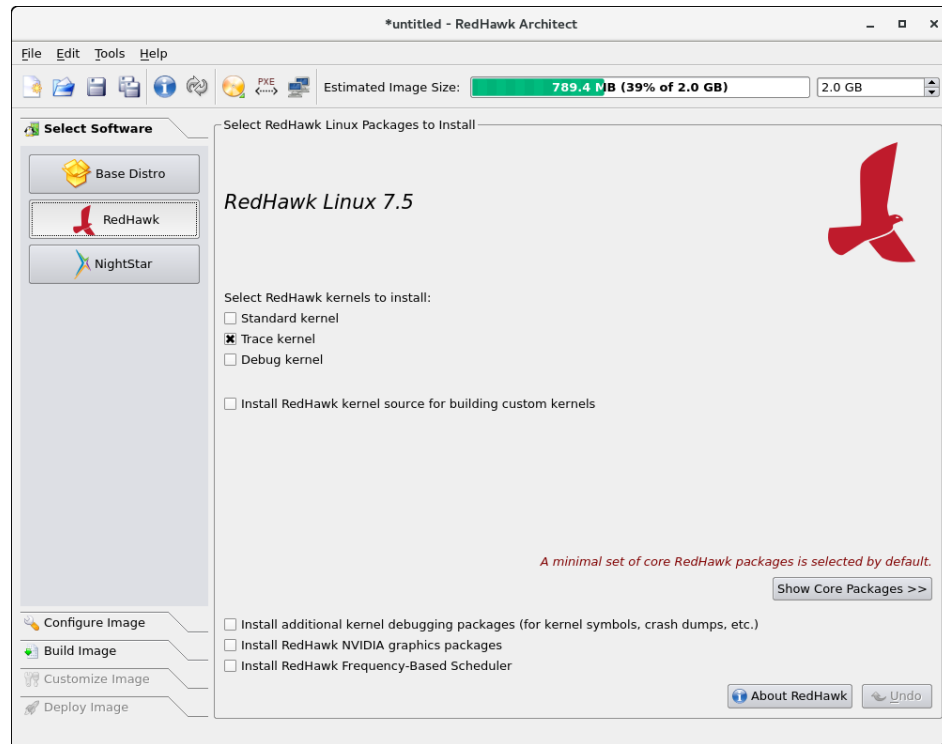 *untitled - RedHawk Architect
File Edit Tools Help
PXE
Estimated Image Size: 789.4 MB (39% of 2.0 GB) 2.0 GB
Select Software
Base Distro
RedHawk
NightStar
Select RedHawk Linux Packages to Install
RedHawk Linux 7.5
Select RedHawk kernels to install:
Standard kernel
Trace kernel
Debug kernel
Install RedHawk kernel source for building custom kernels
A minimal set of core RedHawk packages is selected by default.
Show Core Packages >>
Configure Image
Build Image
Customize Image
Deploy Image
Install additional kernel debugging packages (for kernel symbols, crash dumps, etc.)
Install RedHawk NVIDIA graphics packages
Install RedHawk Frequency-Based Scheduler
About RedHawk
Undo